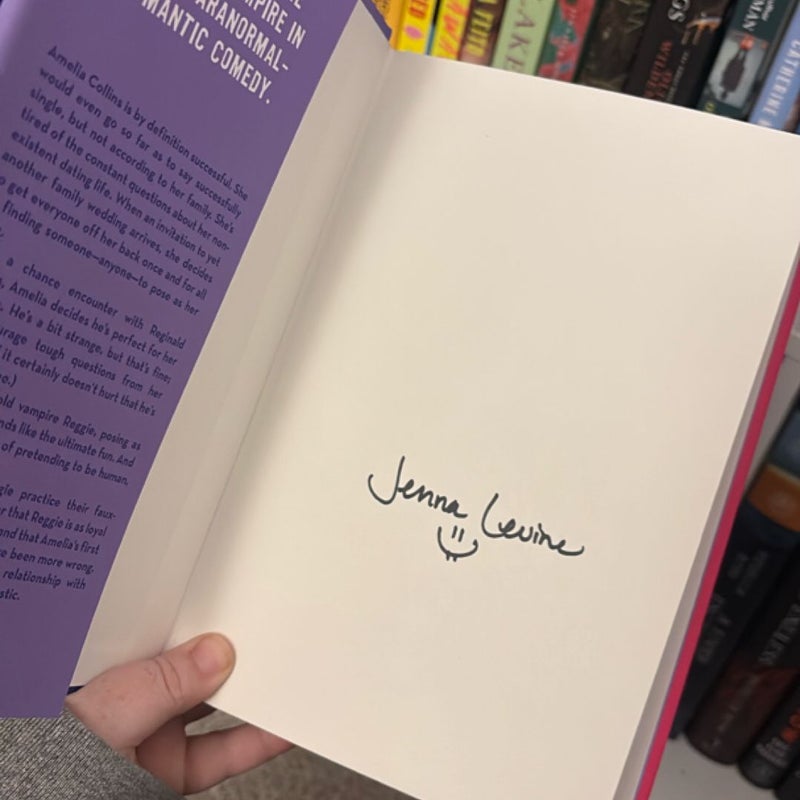 MPIRE IN
PARANORMAL–
MANTIC COMEDY.
Amelia Collins is by definition successful. She
would even go so far as to say successfully
single, but not according to her family. She's
tired of the constant questions about her non-
existent dating life. When an invitation to yet
another family wedding arrives, she decides
get everyone off her back once and for all
finding someone—anyone—to pose as her
a chance encounter with Reginald
Amelia decides he's perfect for her
He's a bit strange, but that's fine;
tough questions from her
it certainly doesn't hurt that he's
old vampire Reggie, posing as
like the ultimate fun. And
of pretending to be human.
practice their faux-
that Reggie is as loyal
and that Amelia's first
been more wrong.
relationship with
Jenna Levine
CATHERINE